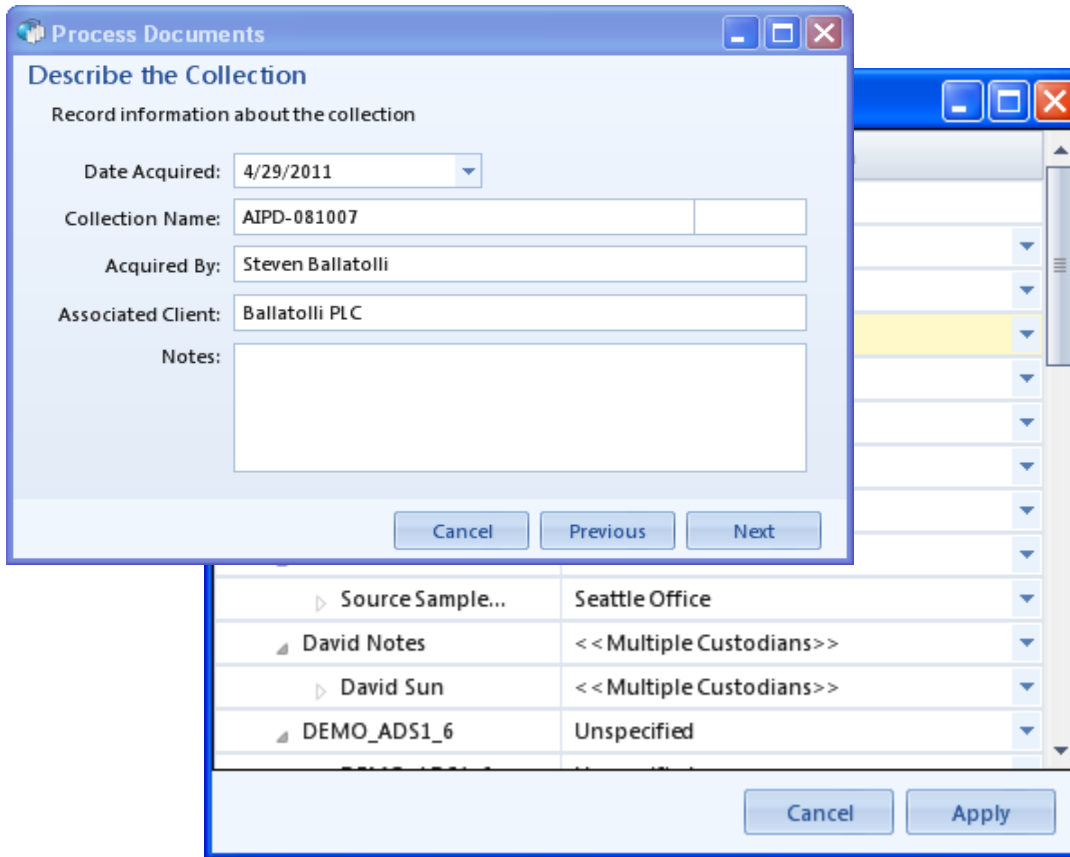 Process Documents
Describe the Collection
Record information about the collection
Date Acquired: 4/29/2011
Collection Name: AIPD-081007
Acquired By: Steven Ballatolli
Associated Client: Ballatolli PLC
Notes:
Cancel Previous Next
Source Sample... Seattle Office
David Notes <<Multiple Custodians>>
David Sun <<Multiple Custodians>>
DEMO_ADS1_6 Unspecified
Cancel Apply